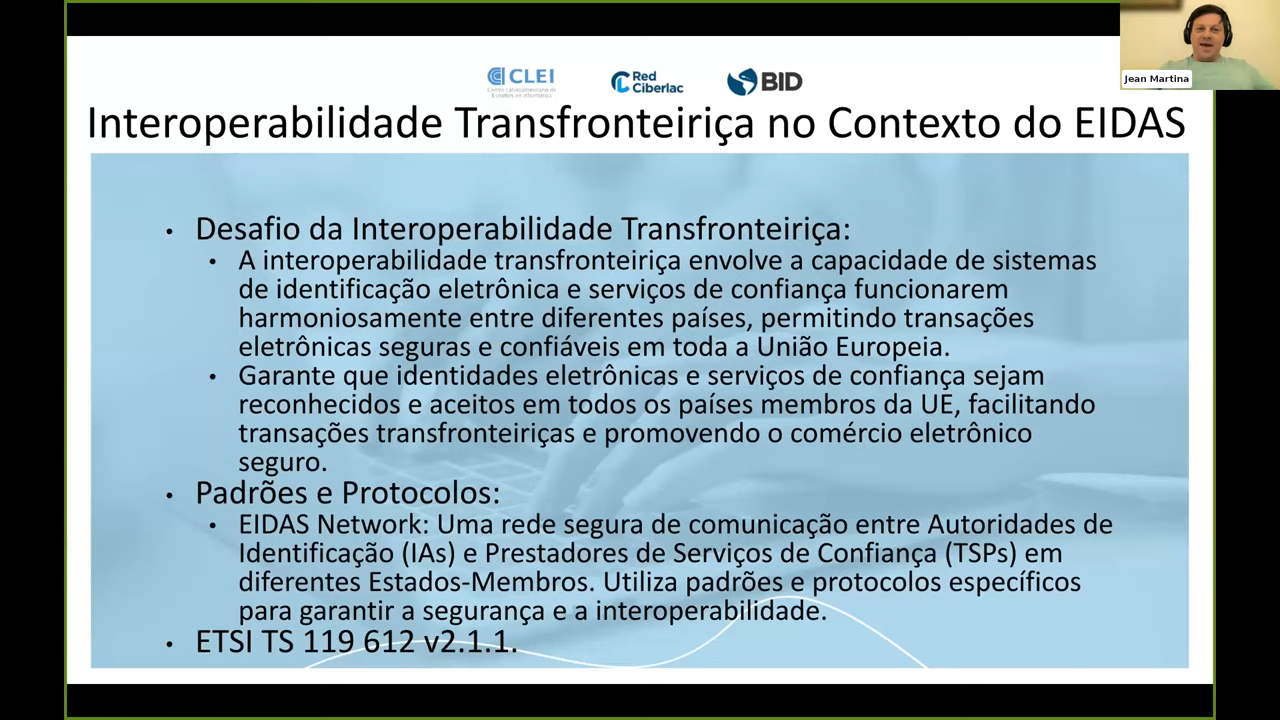 CLEI
Centro Latinoamericano de
Estudios en Informática
Red
Ciberlac
BID
Jean Martina
Interoperabilidade Transfronteiriça no Contexto do EIDAS
• Desafio da Interoperabilidade Transfronteiriça:
• A interoperabilidade transfronteiriça envolve a capacidade de sistemas
de identificação eletrônica e serviços de confiança funcionarem
harmoniosamente entre diferentes países, permitindo transações
eletrônicas seguras e confiáveis em toda a União Europeia.
• Garante que identidades eletrônicas e serviços de confiança sejam
reconhecidos e aceitos em todos os países membros da UE, facilitando
transações transfronteiriças e promovendo o comércio eletrônico
seguro.
• Padrões e Protocolos:
• EIDAS Network: Uma rede segura de comunicação entre Autoridades de
Identificação (IAs) e Prestadores de Serviços de Confiança (TSPs) em
diferentes Estados-Membros. Utiliza padrões e protocolos específicos
para garantir a segurança e a interoperabilidade.
• ETSI TS 119 612 v2.1.1.